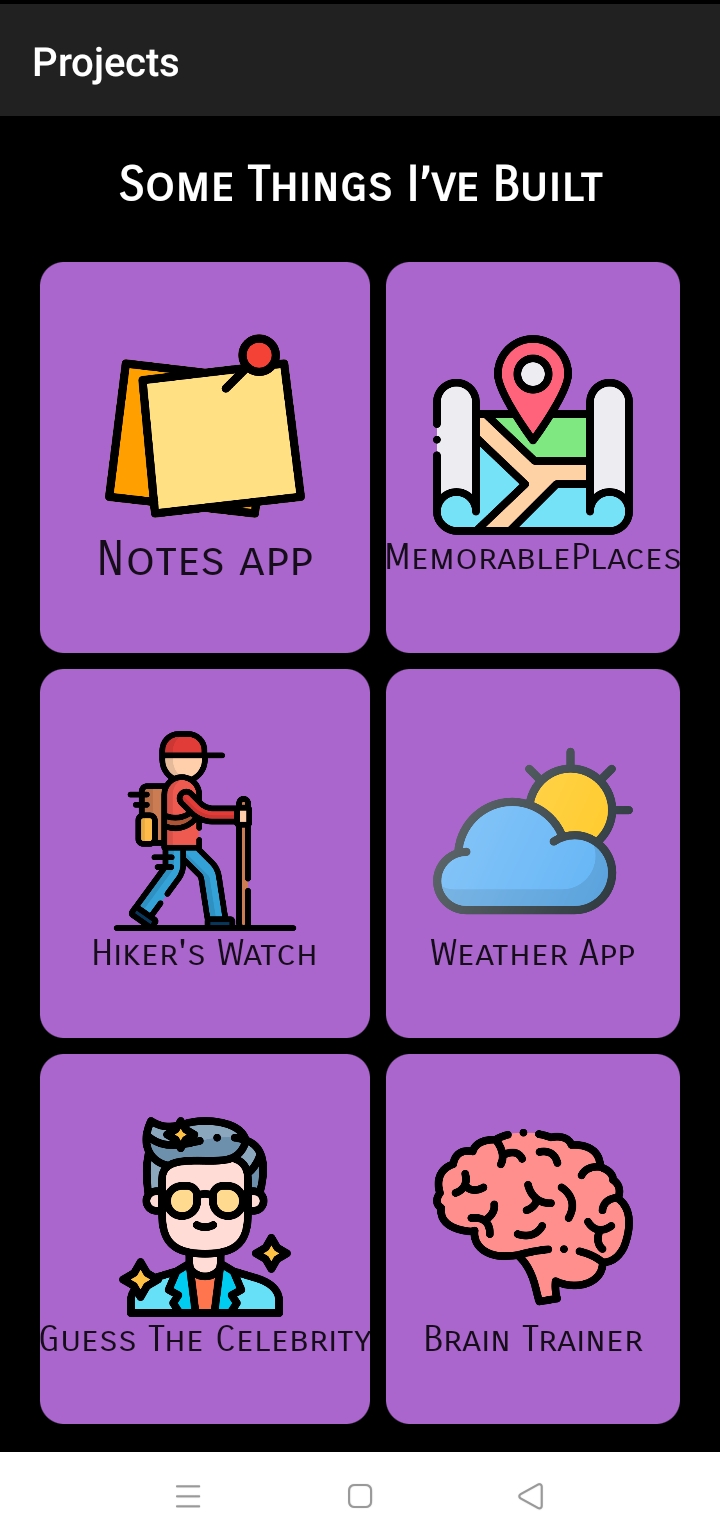 Projects
Some Things I've Built
Notes app
MemorablePlaces
Hiker's Watch
Weather App
Guess The Celebrity
Brain Trainer